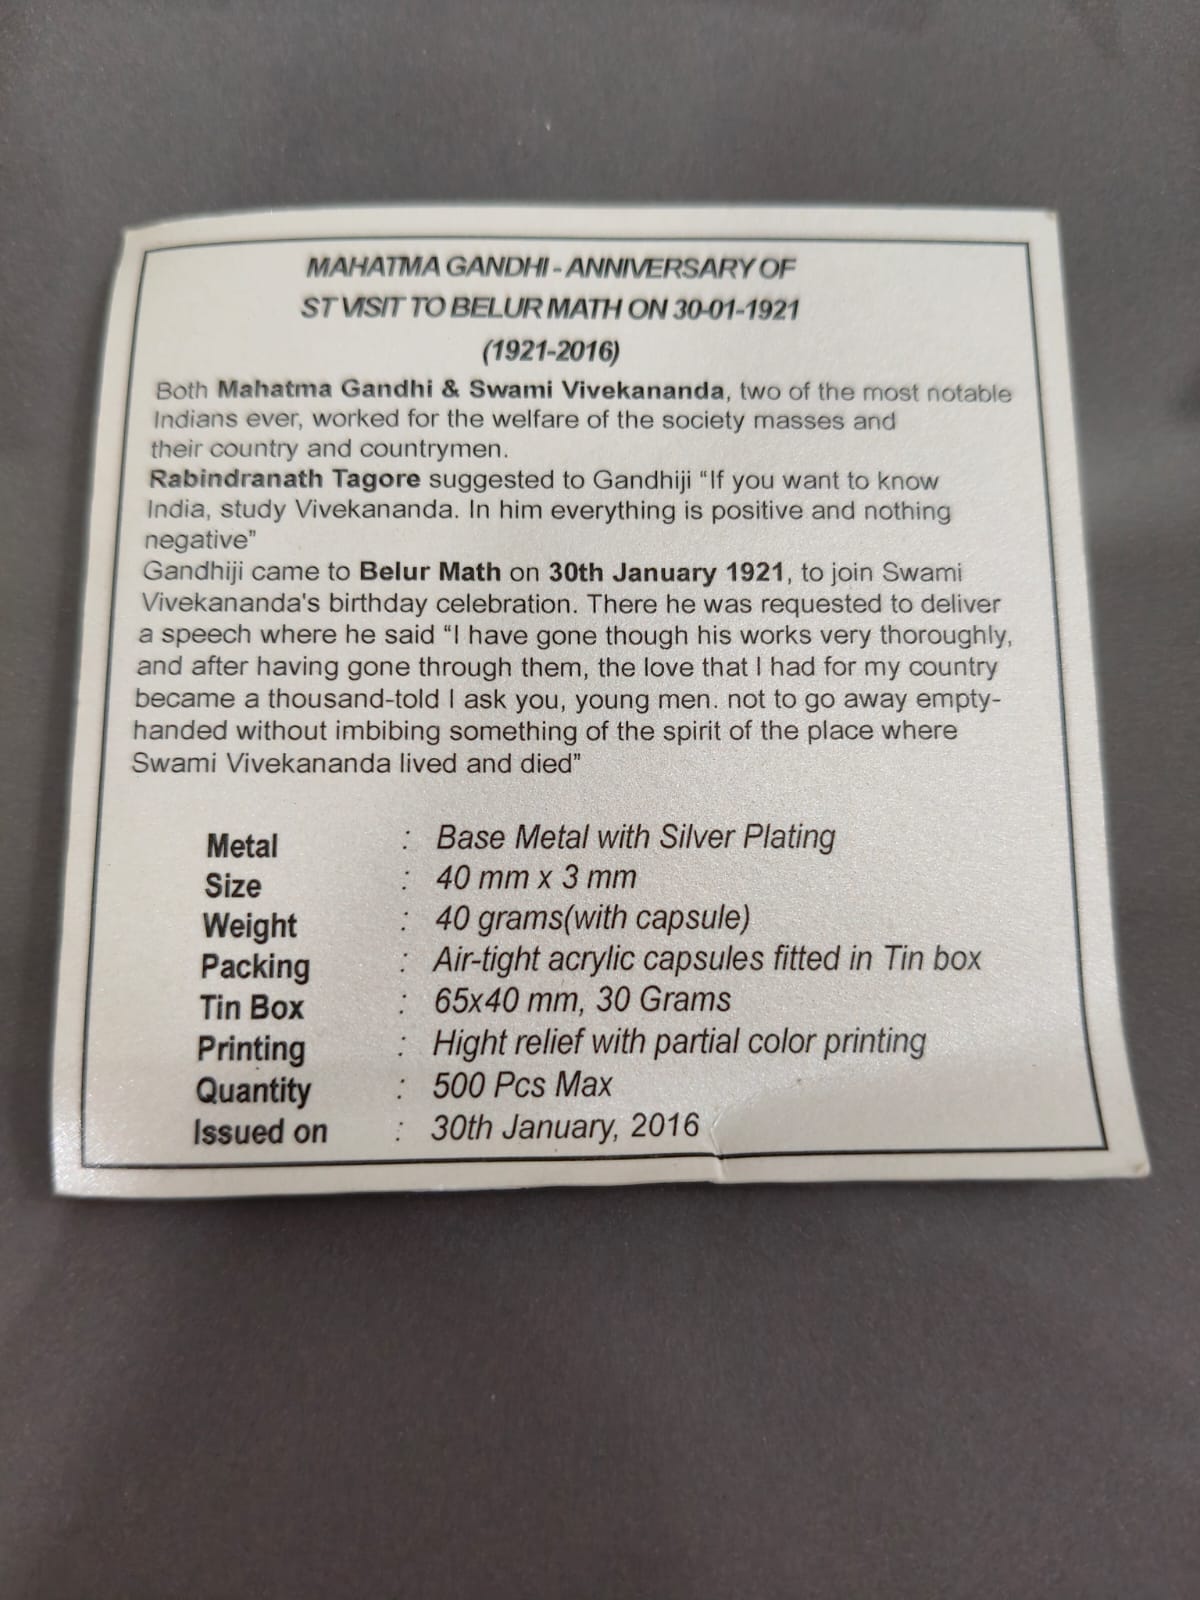 MAHATMA GANDHI - ANNIVERSARY OF
ST VISIT TO BELUR MATH ON 30-01-1921
(1921-2016)
Both Mahatma Gandhi & Swami Vivekananda, two of the most notable
Indians ever, worked for the welfare of the society masses and
their country and countrymen.
Rabindranath Tagore suggested to Gandhiji “If you want to know
India, study Vivekananda. In him everything is positive and nothing
negative”
Gandhiji came to Belur Math on 30th January 1921, to join Swami
Vivekananda's birthday celebration. There he was requested to deliver
a speech where he said “I have gone though his works very thoroughly,
and after having gone through them, the love that I had for my country
became a thousand-told I ask you, young men. not to go away empty-
handed without imbibing something of the spirit of the place where
Swami Vivekananda lived and died”
Metal : Base Metal with Silver Plating
Size : 40 mm x 3 mm
Weight : 40 grams(with capsule)
Packing : Air-tight acrylic capsules fitted in Tin box
Tin Box : 65x40 mm, 30 Grams
Printing : Hight relief with partial color printing
Quantity : 500 Pcs Max
Issued on : 30th January, 2016